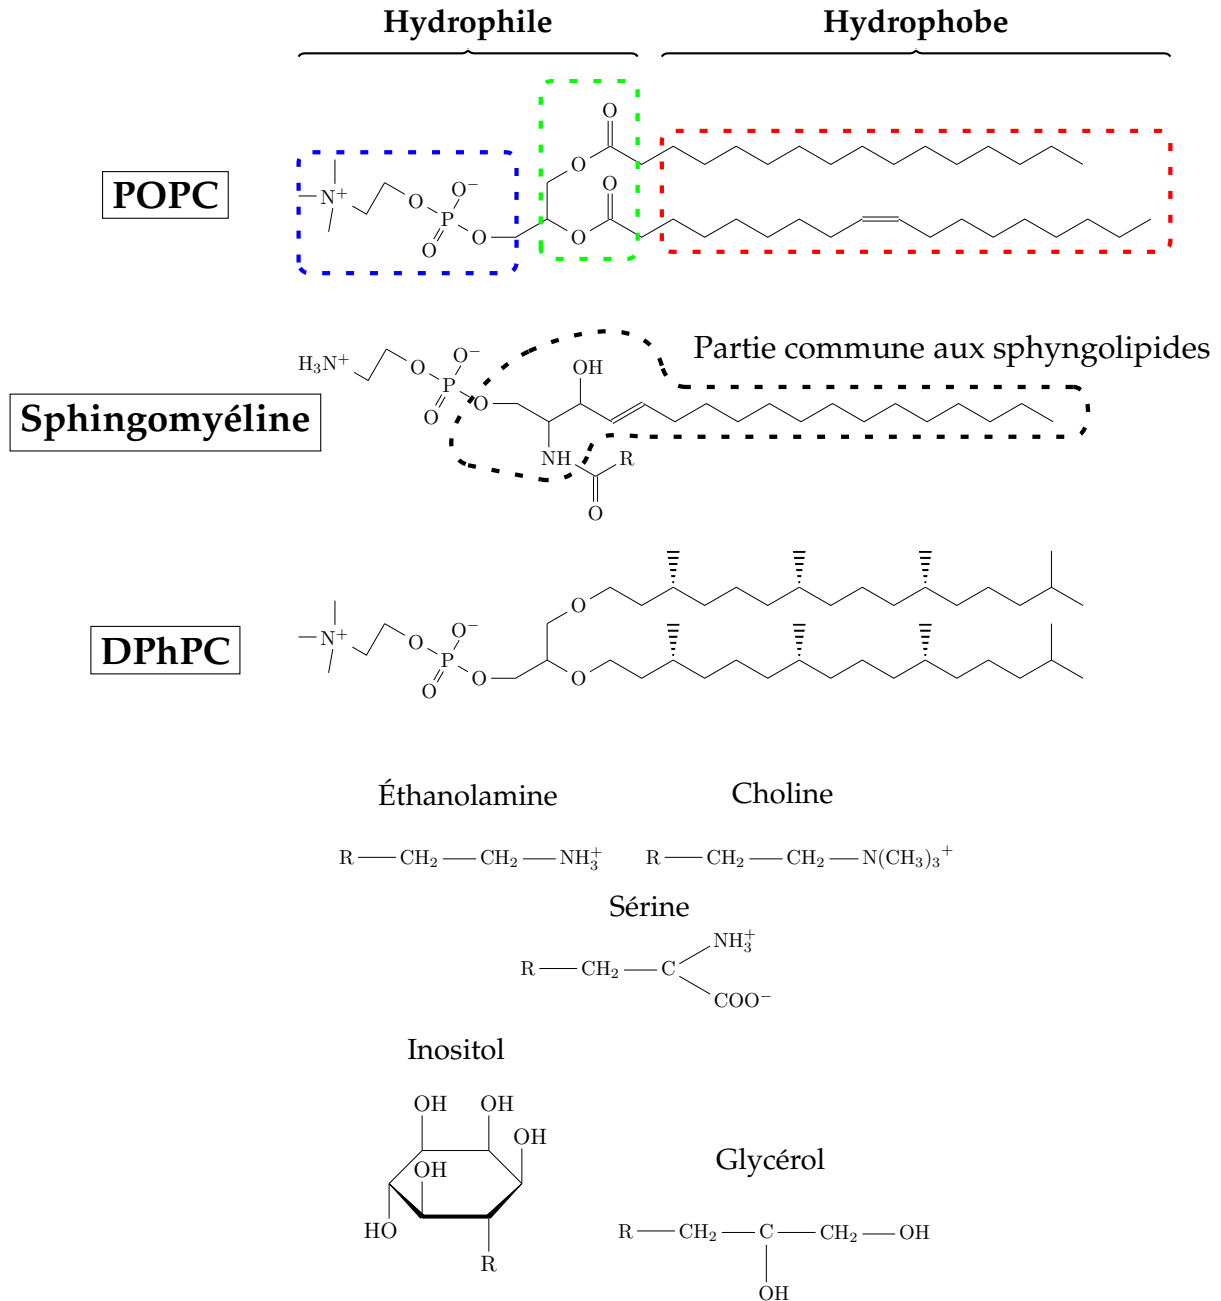 Hydrophile Hydrophobe
O
O
POPC
N+ O O− P O O O O
H3N+ O O− P O O OH NH R O
Partie commune aux sphyngolipides
Sphingomyéline
DPhPC
N+ O O− P O O O O
Éthanolamine Choline
R CH2 CH2 NH3+ R CH2 CH2 N(CH3)3+
Sérine
NH3+
R CH2 C
COO−
Inositol
OH OH
OH
OH
HO
R
Glycérol
R CH2 C CH2 OH
OH